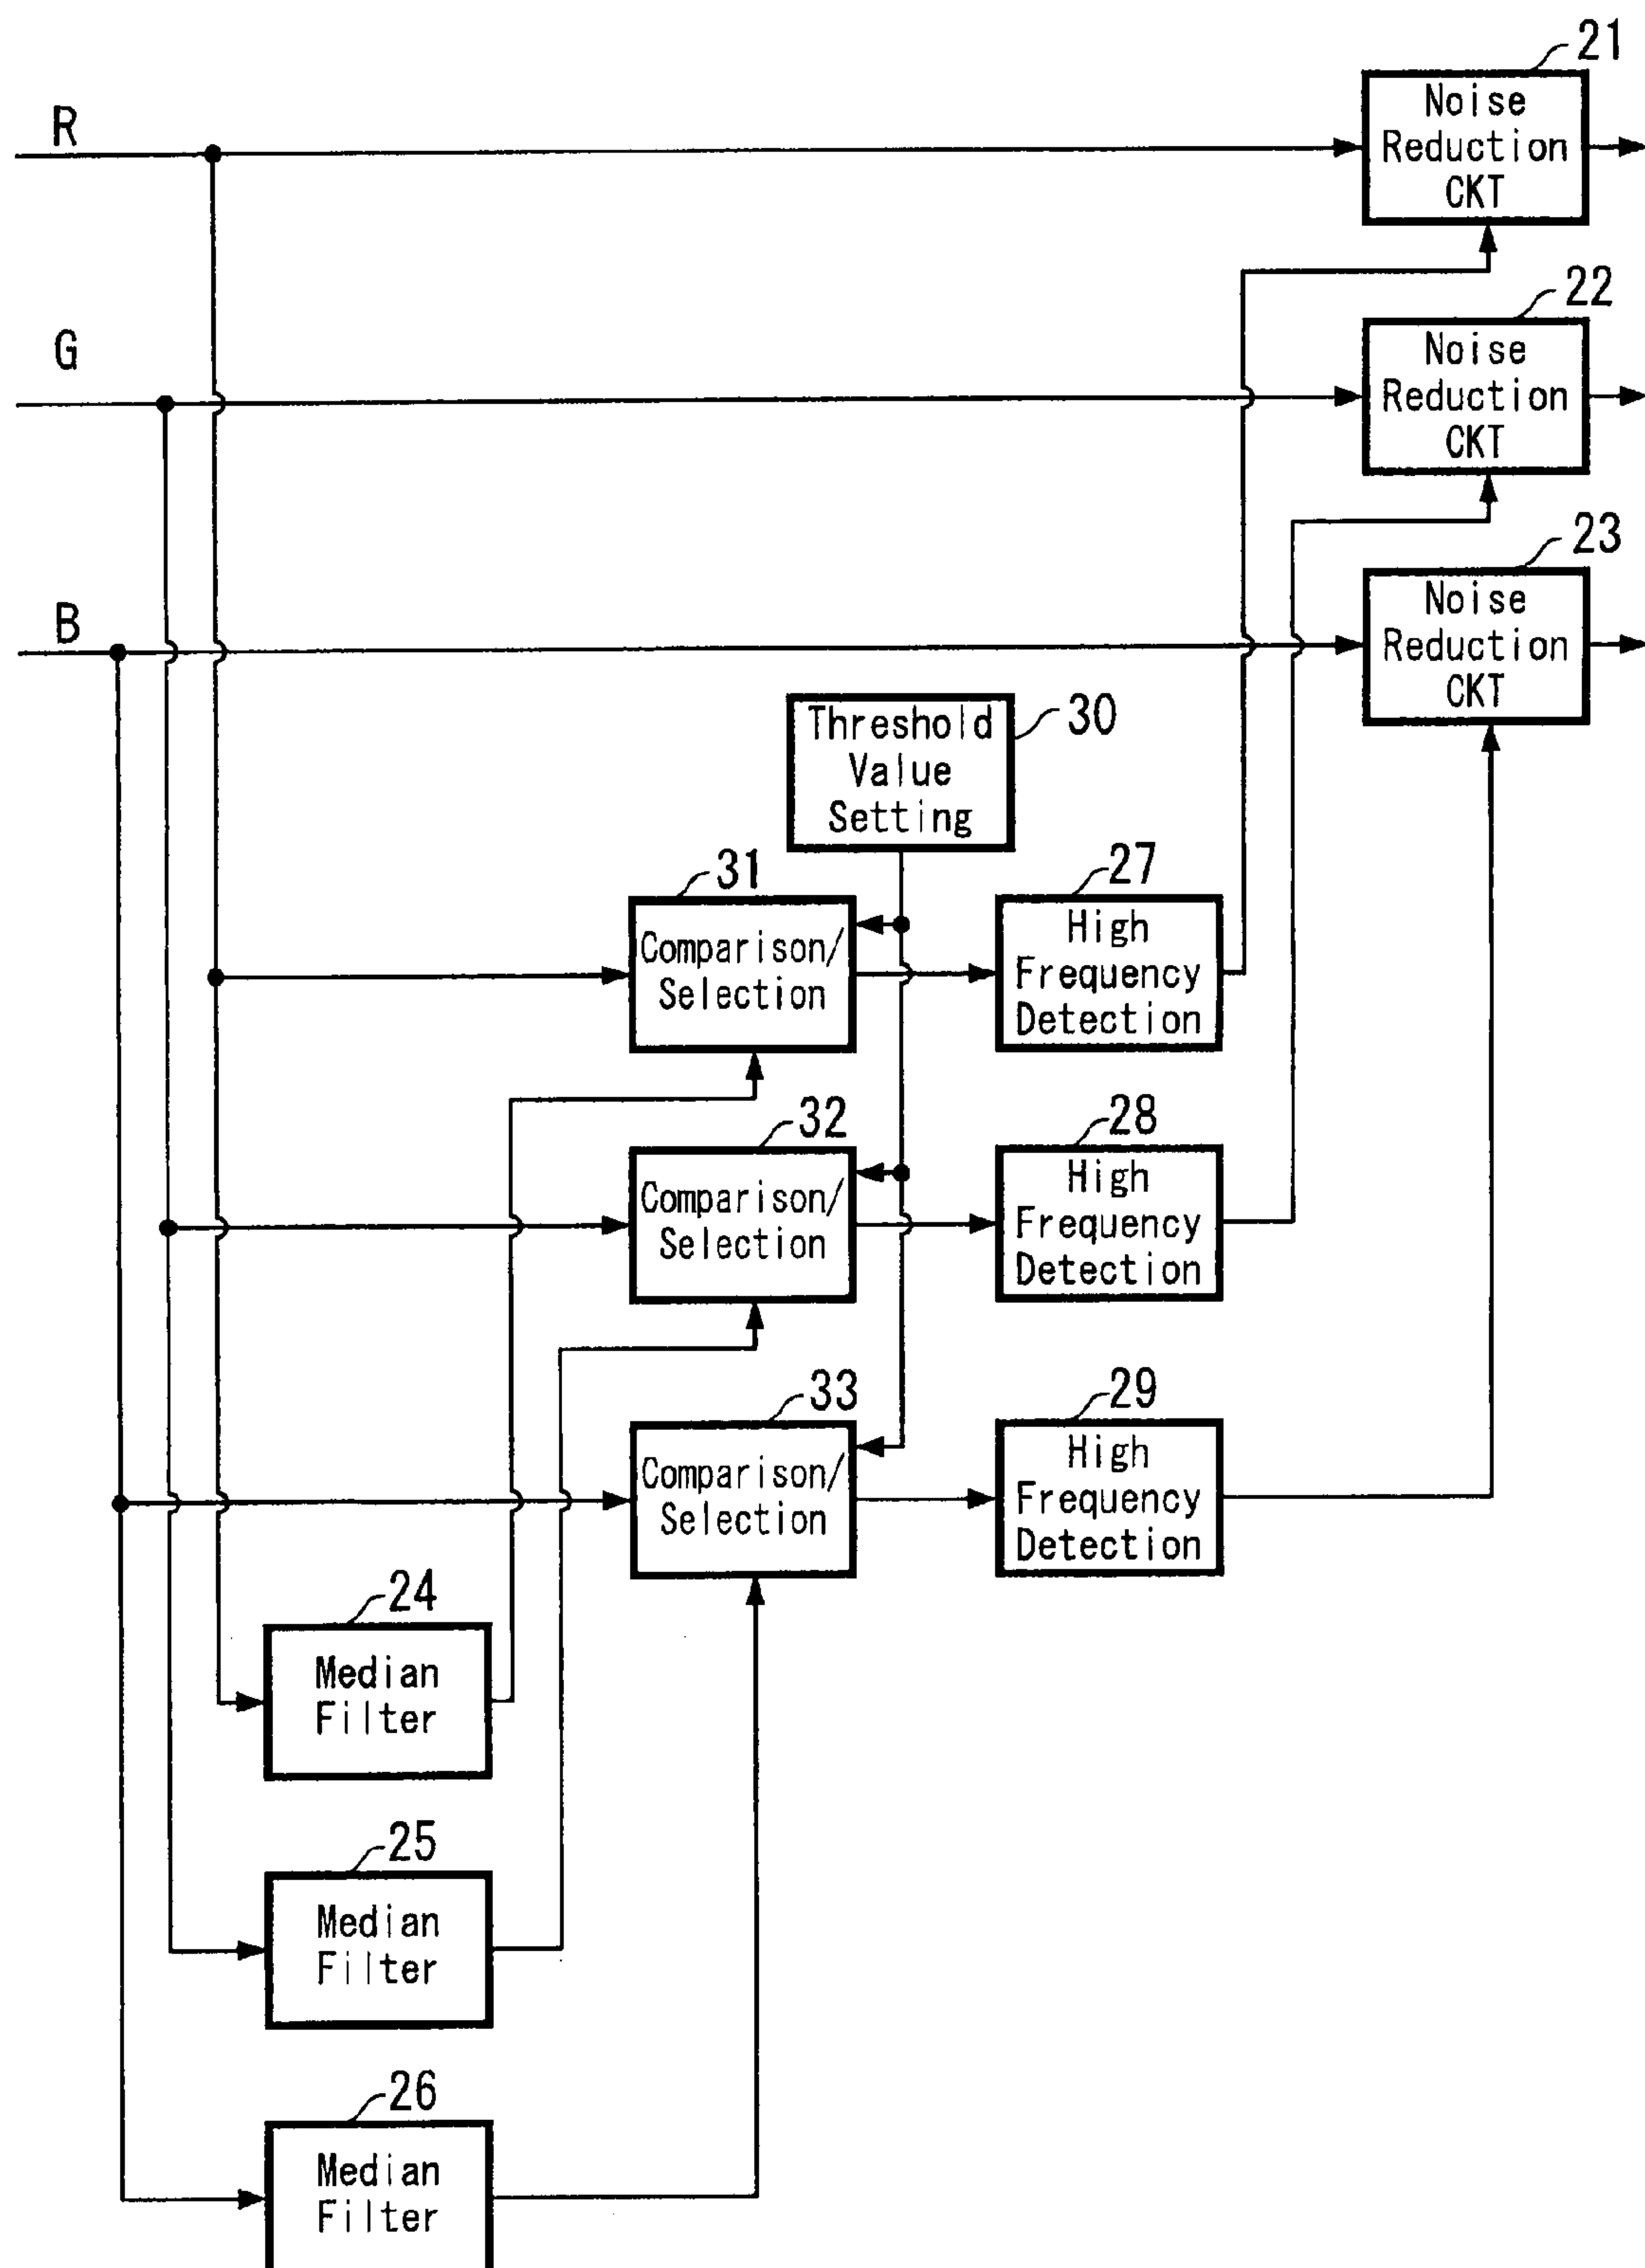 21
R
Noise
Reduction
CKT
22
G
Noise
Reduction
CKT
23
B
Noise
Reduction
CKT
30
Threshold
Value
Setting
31
Comparison/
Selection
27
High
Frequency
Detection
32
Comparison/
Selection
28
High
Frequency
Detection
33
Comparison/
Selection
29
High
Frequency
Detection
24
Median
Filter
25
Median
Filter
26
Median
Filter